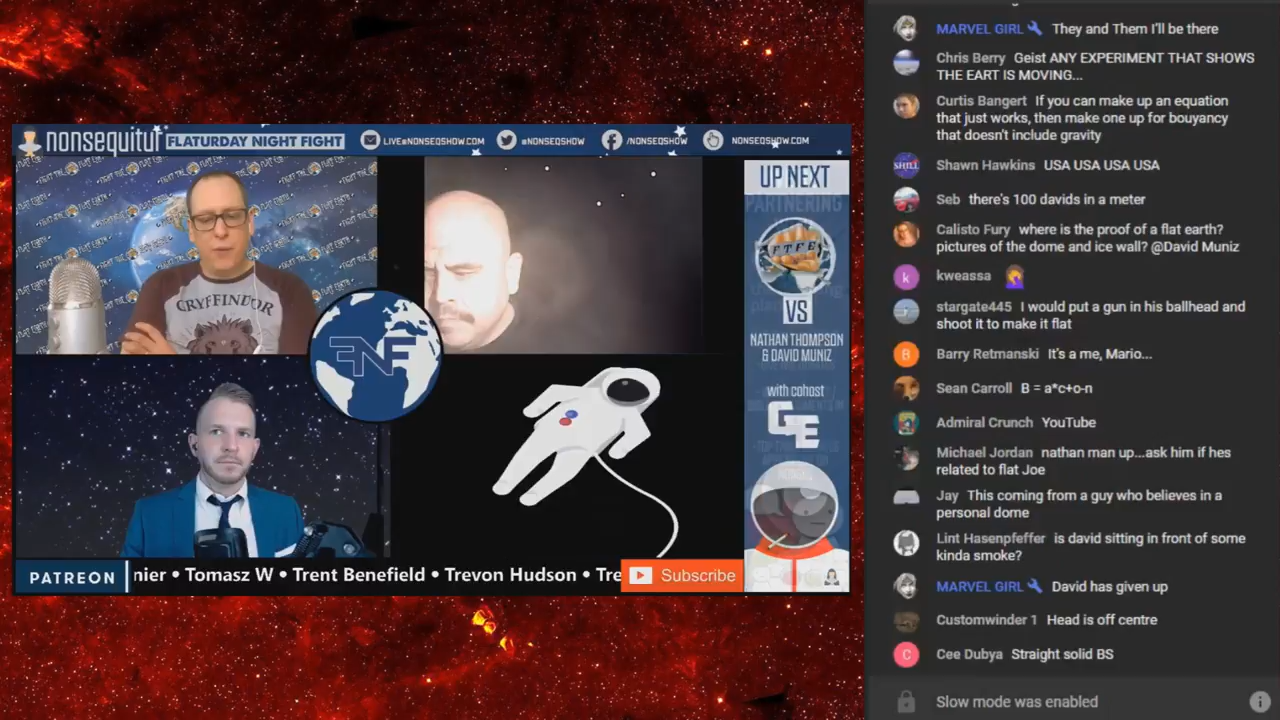 nonsequitur FLATURDAY NIGHT FIGHT LIVE@NONSEQSHOW.COM @NONSEQSHOW /NONSEQSHOW NONSEQSHOW.COM
GRYFFINDOR
FNF
UP NEXT
PARTNERING
FTFE
VS
NATHAN THOMPSON
& DAVID MUNIZ
with cohost
GE
PATREON
nier • Tomasz W • Trent Benefield • Trevon Hudson • Tre
Subscribe
MARVEL GIRL They and Them I'll be there
Chris Berry Geist ANY EXPERIMENT THAT SHOWS
THE EART IS MOVING...
Curtis Bangert If you can make up an equation
that just works, then make one up for bouyancy
that doesn't include gravity
SHILL
Shawn Hawkins USA USA USA USA
Seb there's 100 davids in a meter
Calisto Fury where is the proof of a flat earth?
pictures of the dome and ice wall? @David Muniz
k
kweassa
stargate445 I would put a gun in his ballhead and
shoot it to make it flat
B
Barry Retmanski It's a me, Mario...
Sean Carroll B = a*c+o-n
Admiral Crunch YouTube
Michael Jordan nathan man up...ask him if hes
related to flat Joe
Jay This coming from a guy who believes in a
personal dome
Lint Hasenpfeffer is david sitting in front of some
kinda smoke?
MARVEL GIRL David has given up
Customwinder 1 Head is off centre
C
Cee Dubya Straight solid BS
Slow mode was enabled